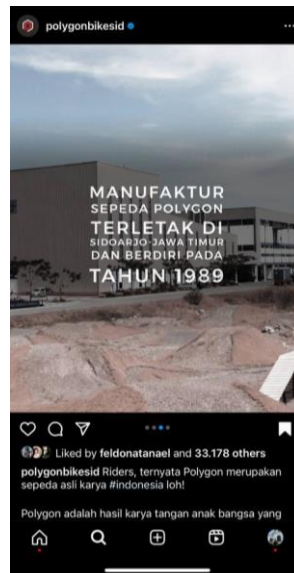 polygonbikesid
MANUFAKTUR
SEPEDA POLYGON
TERLETAK DI
SIDOARJO-JAWA TIMUR
DAN BERDIRI PADA
TAHUN 1989
Liked by feldonatanael and 33.178 others
polygonbikesid Riders, ternyata Polygon merupakan
sepeda asli karya #indonesia loh!
Polygon adalah hasil karya tangan anak bangsa yang